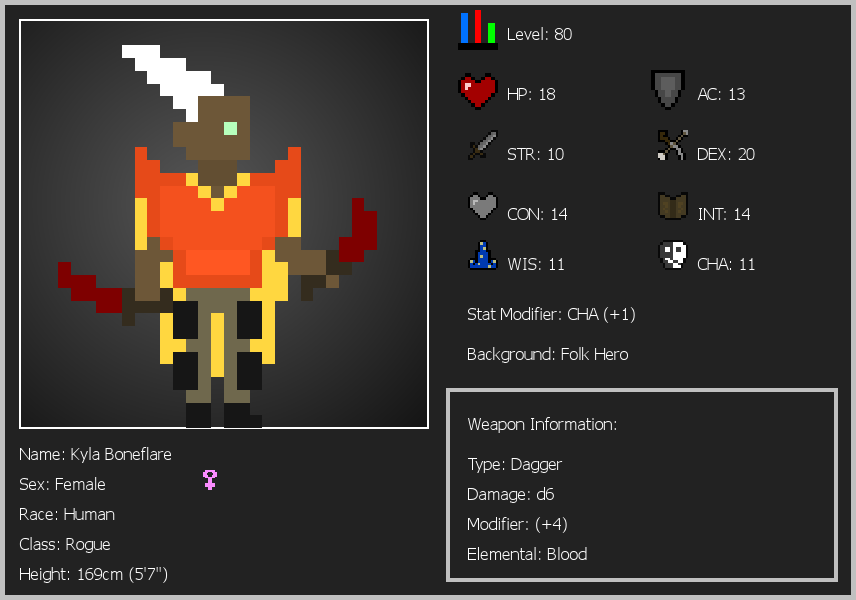 Level: 80
HP: 18
AC: 13
STR: 10
DEX: 20
CON: 14
INT: 14
WIS: 11
CHA: 11
Stat Modifier: CHA (+1)
Background: Folk Hero
Weapon Information:
Type: Dagger
Damage: d6
Modifier: (+4)
Elemental: Blood
Name: Kyla Boneflare
Sex: Female
Race: Human
Class: Rogue
Height: 169cm (5'7")